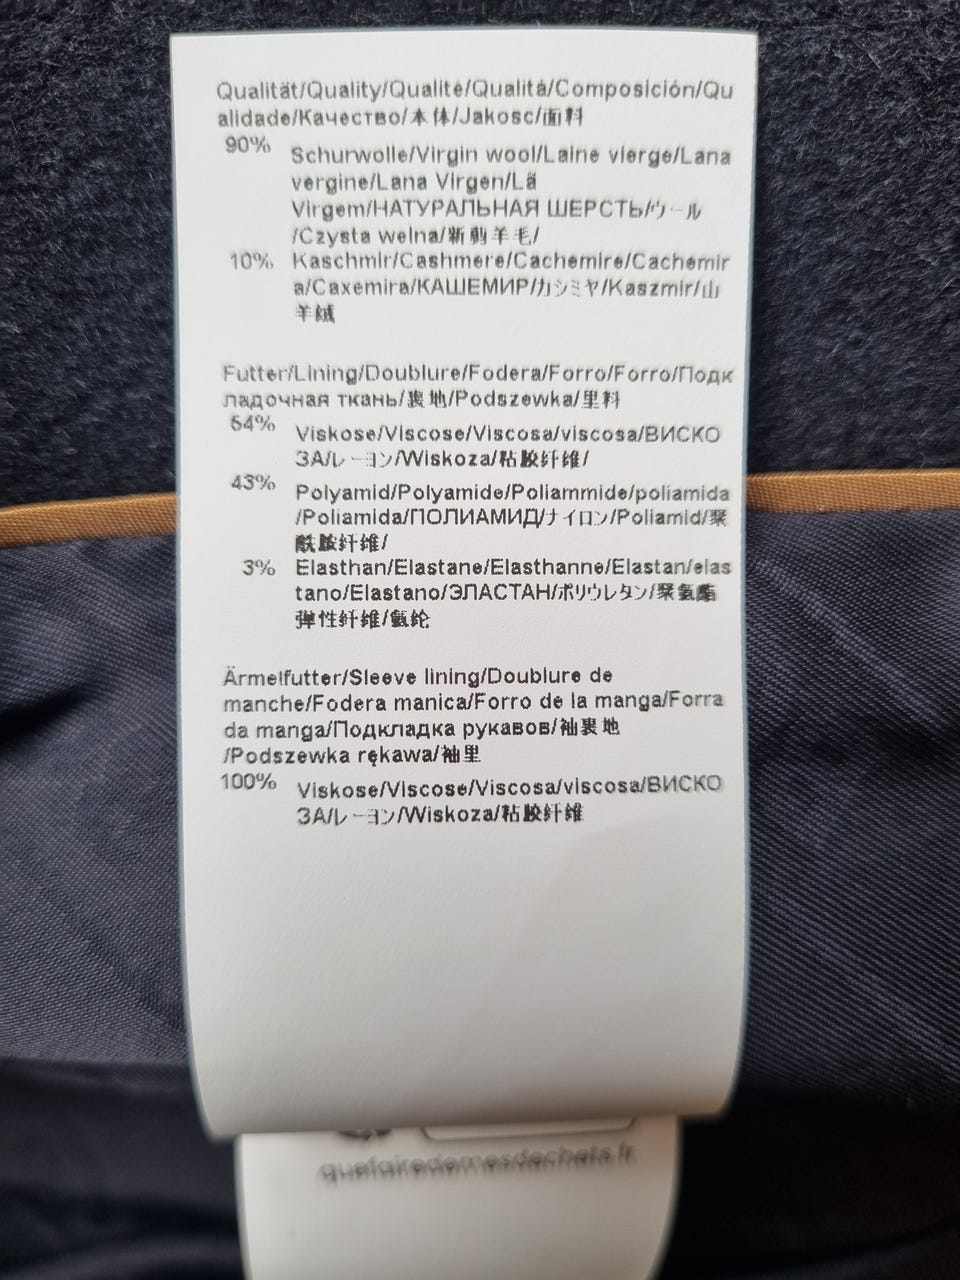 Qualität/Quality/Qualité/Qualità/Composición/Qu
alidade/Качество/本体/Jakosc/面料
90%
Schurwolle/Virgin wool/Laine vierge/Lana
vergine/Lana Virgen/Lã
Virgem/НАТУРАЛЬНАЯ ШЕРСТЬ/ウール
/Czysta welna/新剪羊毛/
10%
Kaschmir/Cashmere/Cachemire/Cachemir
a/Caxemira/КАШЕМИР/カシミヤ/Kaszmir/山
羊绒
Futter/Lining/Doublure/Fodera/Forro/Forro/Подк
ладочная ткань/裏地/Podszewka/里料
54%
Viskose/Viscose/Viscosa/viscosa/ВИСКО
ЗА/レーヨン/Wiskoza/粘胶纤维/
43%
Polyamid/Polyamide/Poliammide/poliamida
/Poliamida/ПОЛИАМИД/ナイロン/Poliamid/聚
酰胺纤维/
3%
Elasthan/Elastane/Elasthanne/Elastan/elas
tano/Elastano/ЭЛАСТАН/ポリウレタン/聚氨酯
弹性纤维/氨纶
Ärmelfutter/Sleeve lining/Doublure de
manche/Fodera manica/Forro de la manga/Forra
da manga/Подкладка рукавов/袖裏地
/Podszewka rękawa/袖里
100%
Viskose/Viscose/Viscosa/viscosa/ВИСКО
ЗА/レーヨン/Wiskoza/粘胶纤维
quefairedemesdechets.fr